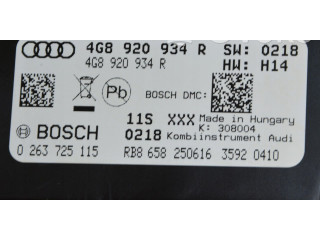 4G8 920 934 R SW: 0218
4G8 920 934 R HW: H14
Pb
BOSCH DMC:
11S XXX Made in Hungary
K: 308004
BOSCH 0218 Kombiinstrument Audi
0 263 725 115 RB8 658 250616 3592 0410